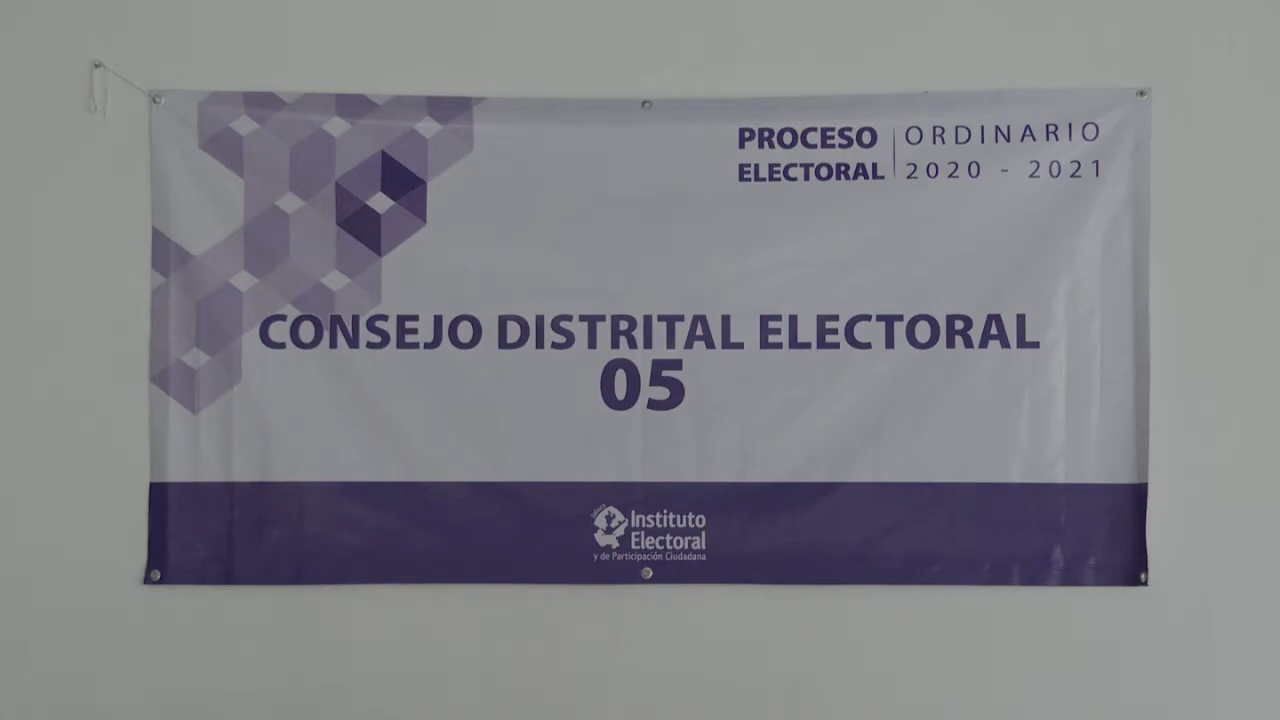 PROCESO ELECTORAL
ORDINARIO 2020 - 2021
CONSEJO DISTRITAL ELECTORAL
05
Instituto
Electoral
y de Participación Ciudadana